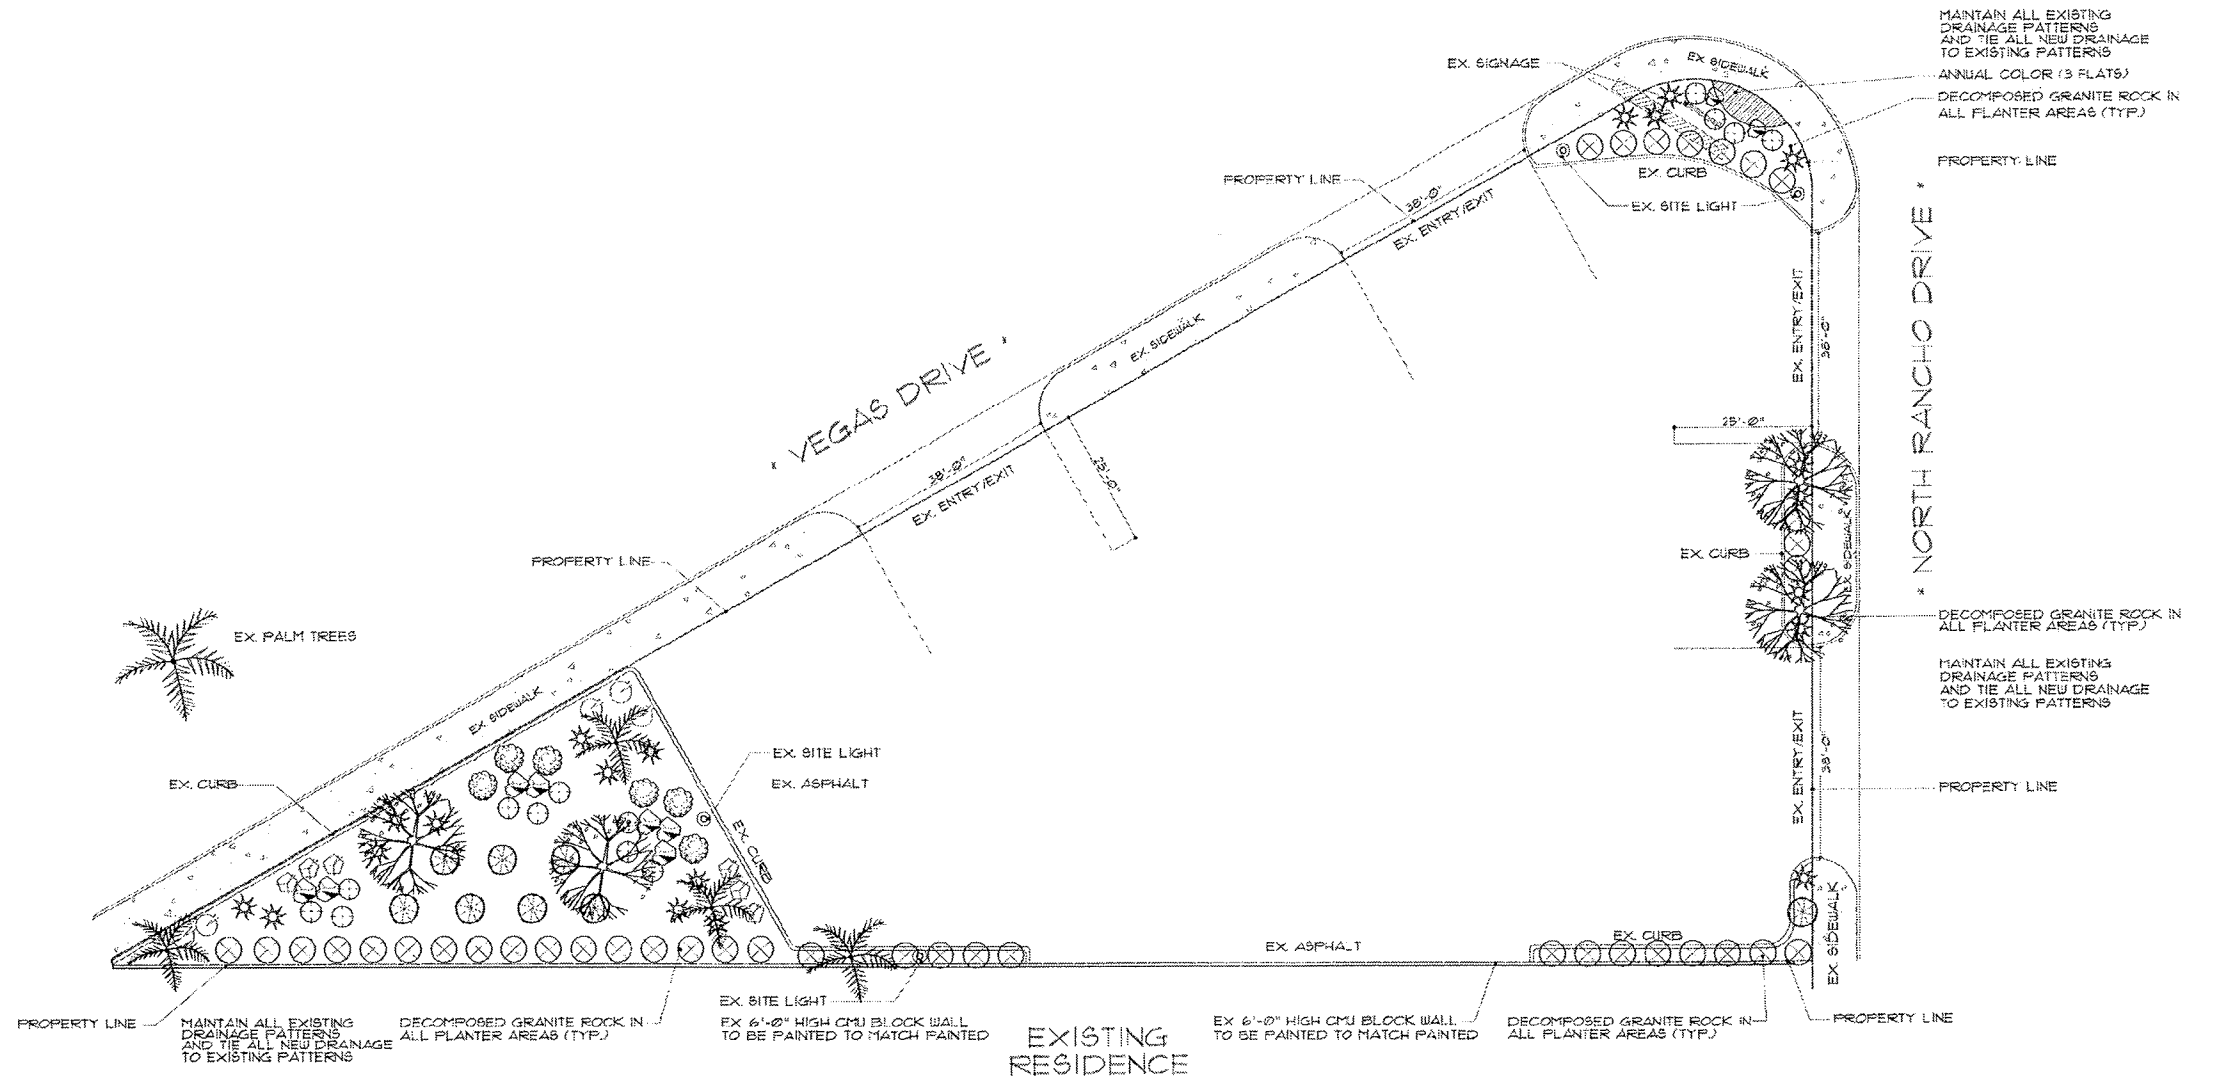 MAINTAIN ALL EXISTING
DRAINAGE PATTERNS
AND TIE ALL NEW DRAINAGE
TO EXISTING PATTERNS
EX. SIGNAGE
EX SIDEWALK
ANNUAL COLOR (3 FLATS)
DECOMPOSED GRANITE ROCK IN
ALL PLANTER AREAS (TYP.)
PROPERTY LINE
EX. CURB
PROPERTY LINE
38'-0"
EX. ENTRY/EXIT
EX. SITE LIGHT
* NORTH RANCHO DRIVE *
EX. ENTRY/EXIT
38'-0"
EX. SIDEWALK
* VEGAS DRIVE *
25'-0"
38'-0"
EX. ENTRY/EXIT
25'-0"
EX. CURB
EX SIDEWALK
PROPERTY LINE
DECOMPOSED GRANITE ROCK IN
ALL PLANTER AREAS (TYP.)
EX. PALM TREES
MAINTAIN ALL EXISTING
DRAINAGE PATTERNS
AND TIE ALL NEW DRAINAGE
TO EXISTING PATTERNS
EX. SIDEWALK
EX. ENTRY/EXIT
38'-0"
EX. SITE LIGHT
EX. ASPHALT
EX. CURB
PROPERTY LINE
EX. CURB
EX. CURB
EX. ASPHALT
EX SIDEWALK
EX. SITE LIGHT
PROPERTY LINE
MAINTAIN ALL EXISTING
DRAINAGE PATTERNS
AND TIE ALL NEW DRAINAGE
TO EXISTING PATTERNS
DECOMPOSED GRANITE ROCK IN
ALL PLANTER AREAS (TYP.)
EX 6'-0" HIGH CMU BLOCK WALL
TO BE PAINTED TO MATCH PAINTED
EXISTING
RESIDENCE
EX 6'-0" HIGH CMU BLOCK WALL
TO BE PAINTED TO MATCH PAINTED
DECOMPOSED GRANITE ROCK IN
ALL PLANTER AREAS (TYP.)
PROPERTY LINE